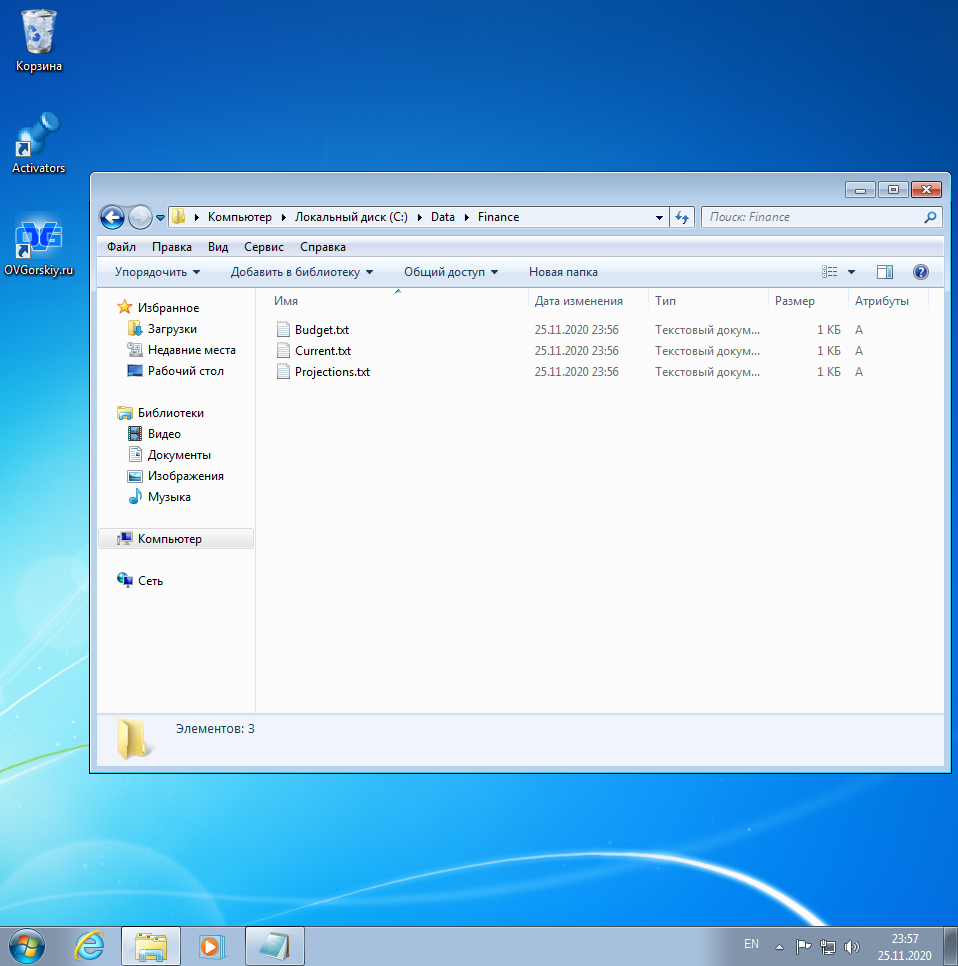 Корзина
Activators
OVGorskiy.ru
Компьютер Локальный диск (C:) Data Finance
Поиск: Finance
Файл Правка Вид Сервис Справка
Упорядочить Добавить в библиотеку Общий доступ Новая папка
Имя Дата изменения Тип Размер Атрибуты
Budget.txt 25.11.2020 23:56 Текстовый докум... 1 КБ A
Current.txt 25.11.2020 23:56 Текстовый докум... 1 КБ A
Projections.txt 25.11.2020 23:56 Текстовый докум... 1 КБ A
Избранное
Загрузки
Недавние места
Рабочий стол
Библиотеки
Видео
Документы
Изображения
Музыка
Компьютер
Сеть
Элементов: 3
EN
23:57
25.11.2020